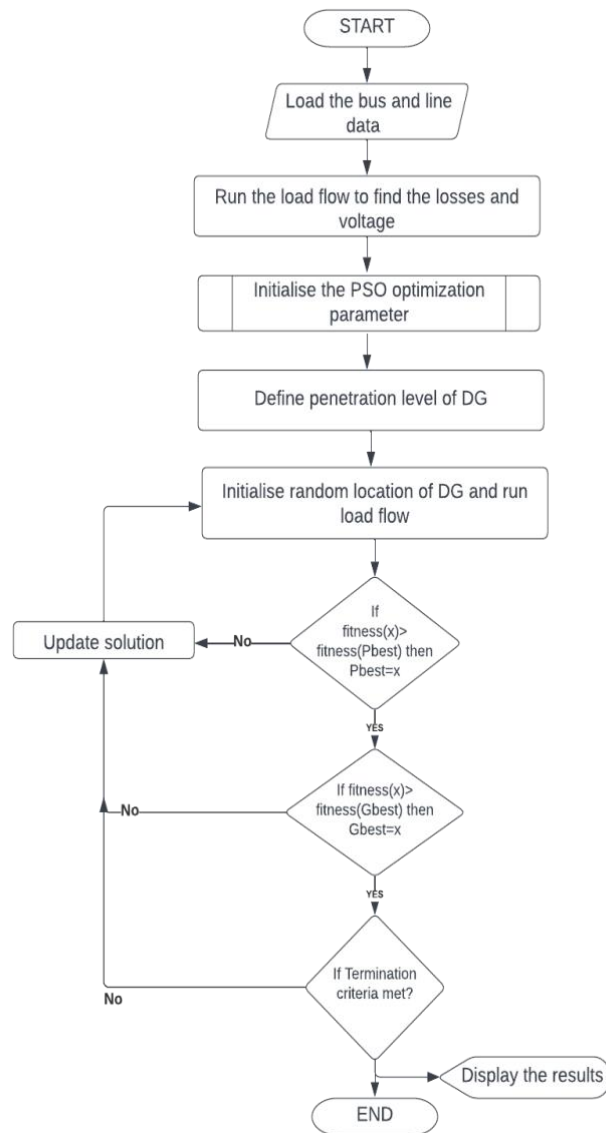 START
Load the bus and line
data
Run the load flow to find the losses and
voltage
Initialise the PSO optimization
parameter
Define penetration level of DG
Initialise random location of DG and run
load flow
If
fitness(x)>
fitness(Pbest) then
Pbest=x
No
Update solution
YES
If fitness(x)>
fitness(Gbest) then
Gbest=x
No
YES
If Termination
criteria met?
No
Display the results
END